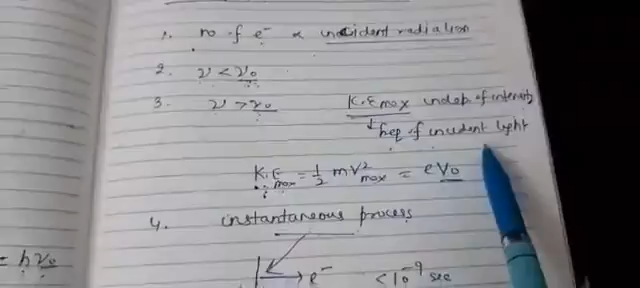 1. no of e⁻ ∝ incident radiation
2. ν < ν₀
3. ν > ν₀ K.E max indep. of intensity
↓ freq of incident light
K.E max = 1/2 mV²max = eV₀
4. instantaneous process
= hν₀
→ e⁻ < 10⁻⁹ sec